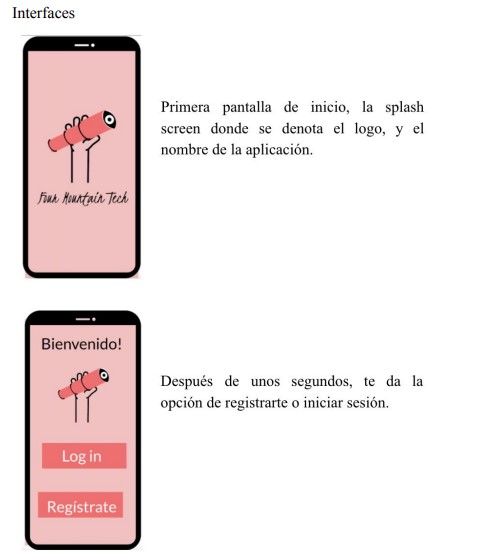 Interfaces
Primera pantalla de inicio, la splash
screen donde se denota el logo, y el
nombre de la aplicación.
Four Mountain Tech
Bienvenido!
Log in
Regístrate
Después de unos segundos, te da la
opción de registrarte o iniciar sesión.